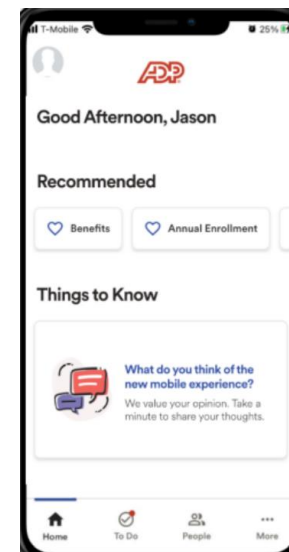 T-Mobile 25%
ADP
Good Afternoon, Jason
Recommended
Benefits Annual Enrollment
Things to Know
What do you think of the
new mobile experience?
We value your opinion. Take a
minute to share your thoughts.
Home To Do People More